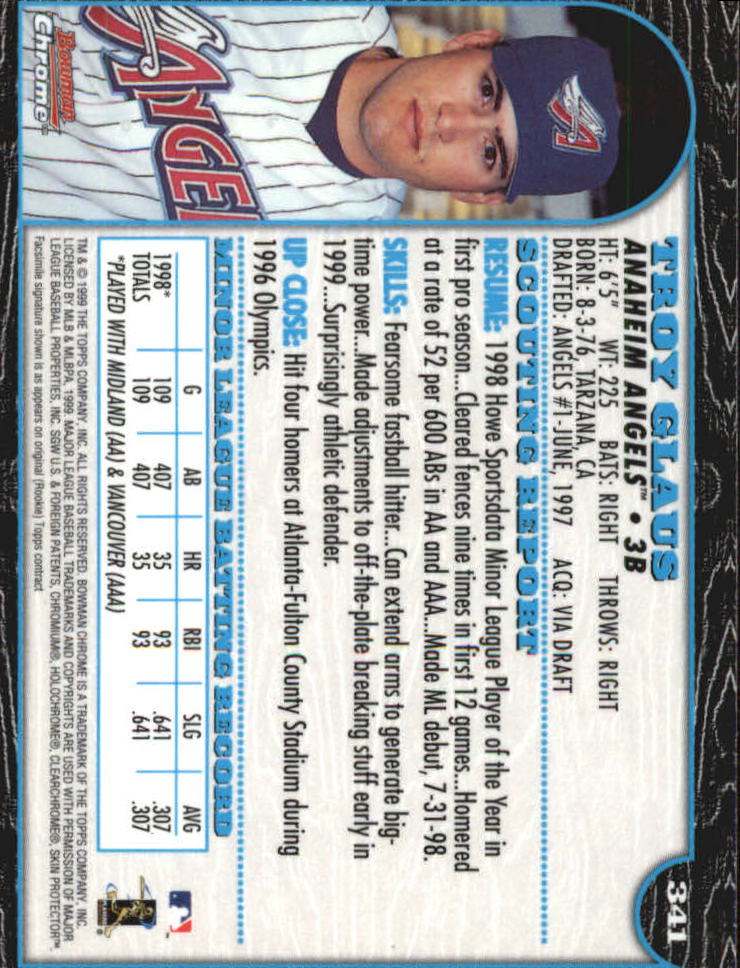 341
TROY GLAUS
ANAHEIM ANGELS™ • 3B
HT: 6'5" WT: 225 BATS: RIGHT THROWS: RIGHT
BORN: 8-3-76, TARZANA, CA
DRAFTED: ANGELS #1-JUNE, 1997 ACQ: VIA DRAFT
SCOUTING REPORT
RESUME: 1998 Howe Sportsdata Minor League Player of the Year in
first pro season...Cleared fences nine times in first 12 games...Homered
at a rate of 52 per 600 ABs in AA and AAA...Made ML debut, 7-31-98.
SKILLS: Fearsome fastball hitter...Can extend arms to generate big-
time power...Made adjustments to off-the-plate breaking stuff early in
1999...Surprisingly athletic defender.
UP CLOSE: Hit four homers at Atlanta-Fulton County Stadium during
1996 Olympics.
MINOR LEAGUE BATTING RECORD
G AB HR RBI SLG AVG
1998* 109 407 35 93 .641 .307
TOTALS 109 407 35 93 .641 .307
*PLAYED WITH MIDLAND (AA) & VANCOUVER (AAA)
TM & © 1999 THE TOPPS COMPANY, INC. ALL RIGHTS RESERVED. BOWMAN CHROME IS A TRADEMARK OF THE TOPPS COMPANY, INC.
LICENSED BY MLB & MLBPA, 1999. MAJOR LEAGUE BASEBALL TRADEMARKS AND COPYRIGHTS ARE USED WITH PERMISSION OF MAJOR
LEAGUE BASEBALL PROPERTIES, INC. SGW U.S. & FOREIGN PATENTS, CHROMIUM®, HOLOCHROME®, CLEARCHROME®, SKIN PROTECTOR™.
Facsimile signature shown is as appears on original (Rookie) Topps contract
A
ANGEL
Bowman
Chrome™